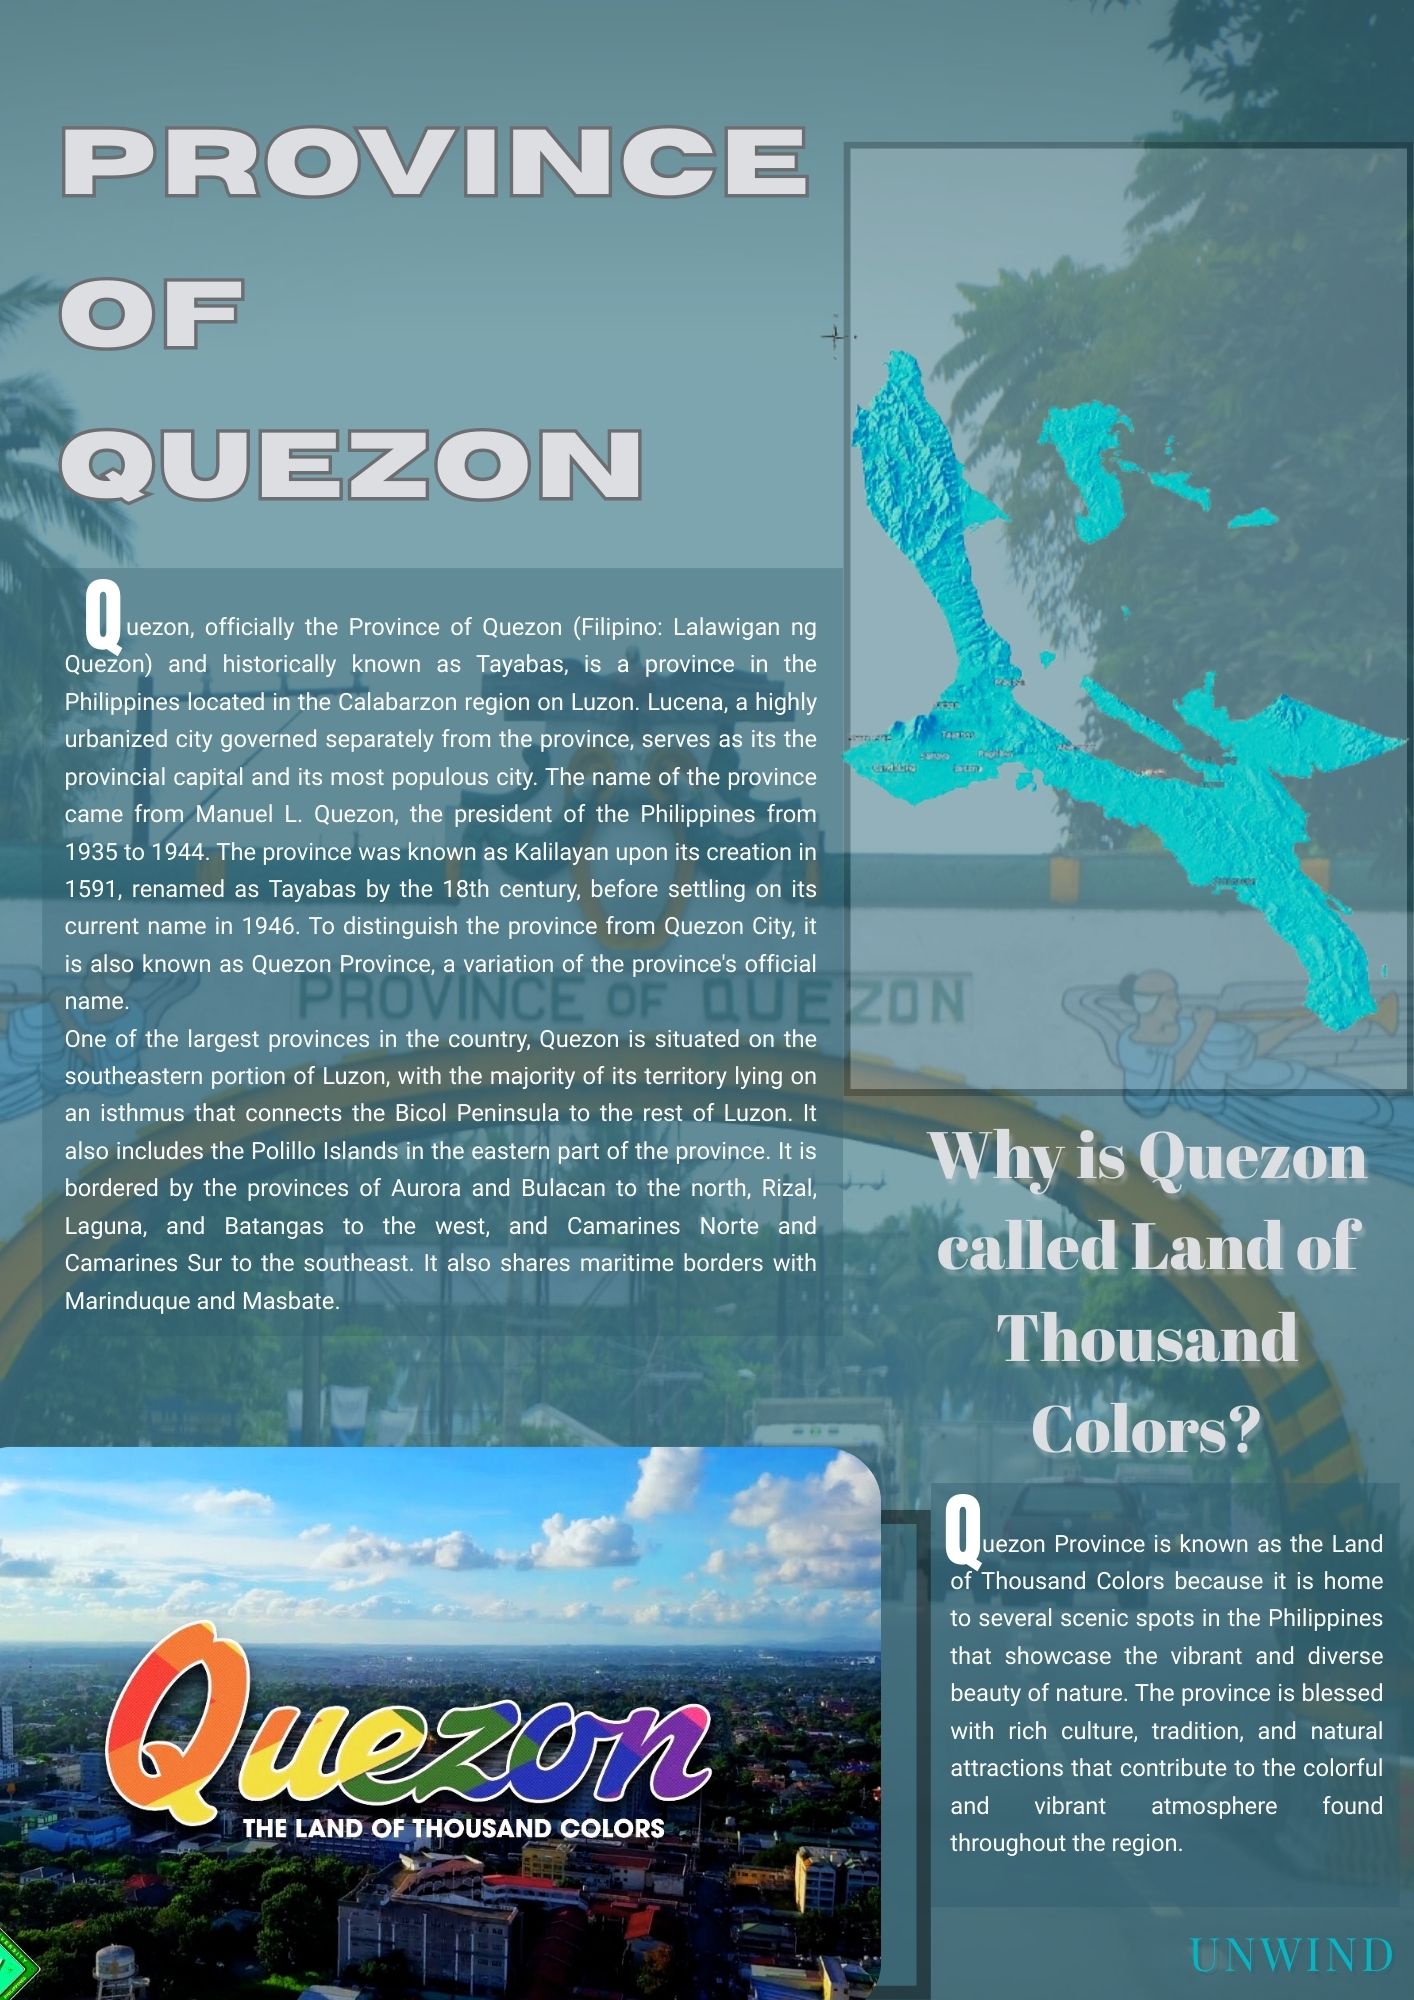 PROVINCE
OF
QUEZON
Quezon, officially the Province of Quezon (Filipino: Lalawigan ng
Quezon) and historically known as Tayabas, is a province in the
Philippines located in the Calabarzon region on Luzon. Lucena, a highly
urbanized city governed separately from the province, serves as its the
provincial capital and its most populous city. The name of the province
came from Manuel L. Quezon, the president of the Philippines from
1935 to 1944. The province was known as Kalilayan upon its creation in
1591, renamed as Tayabas by the 18th century, before settling on its
current name in 1946. To distinguish the province from Quezon City, it
is also known as Quezon Province, a variation of the province's official
name.
One of the largest provinces in the country, Quezon is situated on the
southeastern portion of Luzon, with the majority of its territory lying on
an isthmus that connects the Bicol Peninsula to the rest of Luzon. It
also includes the Polillo Islands in the eastern part of the province. It is
bordered by the provinces of Aurora and Bulacan to the north, Rizal,
Laguna, and Batangas to the west, and Camarines Norte and
Camarines Sur to the southeast. It also shares maritime borders with
Marinduque and Masbate.
PROVINCE OF QUEZON
Why is Quezon
called Land of
Thousand
Colors?
Quezon Province is known as the Land
of Thousand Colors because it is home
to several scenic spots in the Philippines
that showcase the vibrant and diverse
beauty of nature. The province is blessed
with rich culture, tradition, and natural
attractions that contribute to the colorful
and vibrant atmosphere found
throughout the region.
Quezon
THE LAND OF THOUSAND COLORS
UNWIND